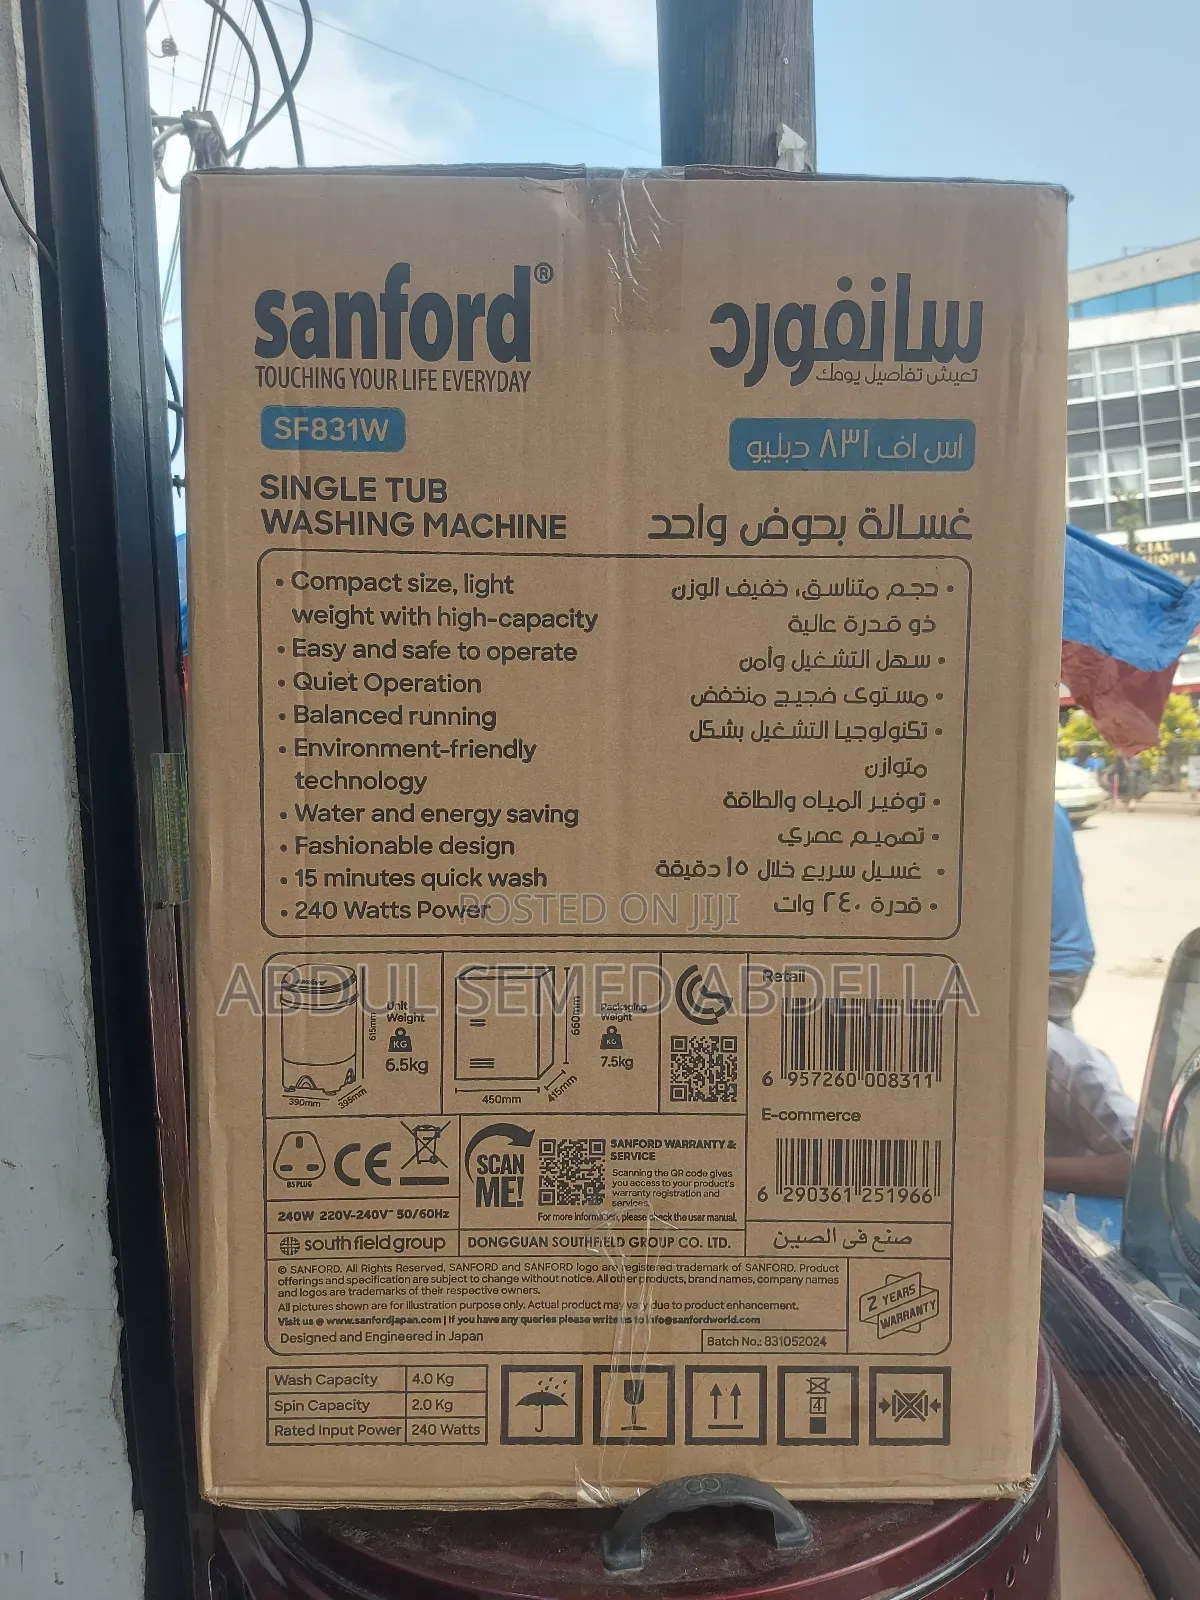 sanford®
TOUCHING YOUR LIFE EVERYDAY
SF831W
SINGLE TUB
WASHING MACHINE
سانفورد
تعيش تفاصيل يومك
اس اف ٨٣١ دبليو
غسالة بحوض واحد
• Compact size, light
weight with high-capacity
• Easy and safe to operate
• Quiet Operation
• Balanced running
• Environment-friendly
technology
• Water and energy saving
• Fashionable design
• 15 minutes quick wash
• 240 Watts Power
• حجم متناسق، خفيف الوزن
ذو قدرة عالية
• سهل التشغيل وأمن
• مستوى ضجيج منخفض
• تكنولوجيا التشغيل بشكل
متوازن
• توفير المياه والطاقة
• تصميم عصري
• غسيل سريع خلال ١٥ دقيقة
• قدرة ٢٤٠ وات
POSTED ON JIJI
ABDUL SEMED ABDELLA
sanford
615mm
390mm
395mm
Unit
Weight
KG
6.5kg
660mm
450mm
415mm
Packaging
Weight
KG
7.5kg
Retail
6 957260 008311
E-commerce
6 290361 251966
صنع في الصين
BS PLUG
CE
240W 220V-240V~ 50/60Hz
SCAN
ME!
SANFORD WARRANTY &
SERVICE
Scanning the QR code gives
you access to your product's
warranty registration and
services.
For more information, please check the user manual.
southfieldgroup
DONGGUAN SOUTHFIELD GROUP CO. LTD.
© SANFORD. All Rights Reserved, SANFORD and SANFORD logo are registered trademark of SANFORD. Product
offerings and specification are subject to change without notice. All other products, brand names, company names
and logos are trademarks of their respective owners.
All pictures shown are for illustration purpose only. Actual product may vary due to product enhancement.
Visit us @ www.sanfordjapan.com | If you have any queries please write us to info@sanfordworld.com
Designed and Engineered in Japan
Batch No.: 831052024
2 YEARS
WARRANTY
Wash Capacity 4.0 Kg
Spin Capacity 2.0 Kg
Rated Input Power 240 Watts
4